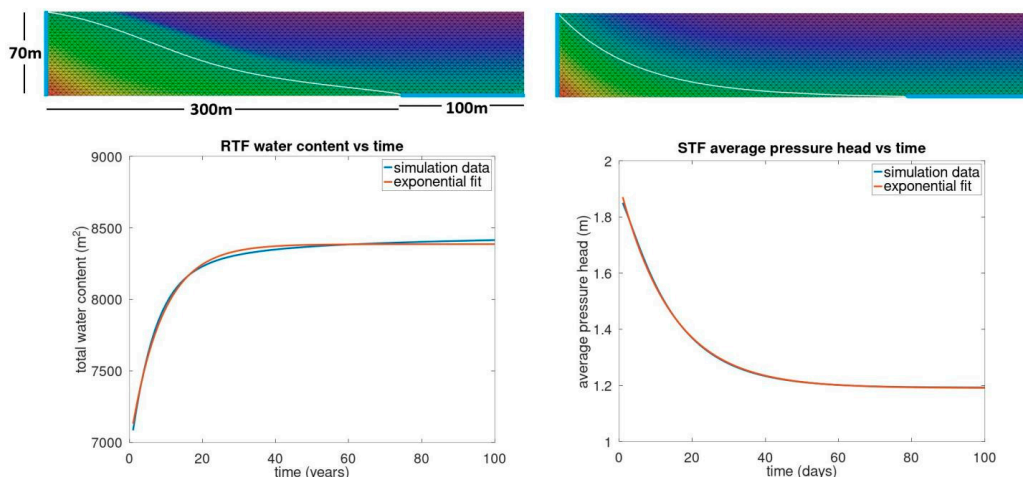 70m
300m
100m
RTF water content vs time
simulation data
exponential fit
9000
8500
8000
7500
7000
total water content (m²)
0
20
40
60
80
100
time (years)
STF average pressure head vs time
simulation data
exponential fit
2
1.8
1.6
1.4
1.2
1
average pressure head (m)
0
20
40
60
80
100
time (days)